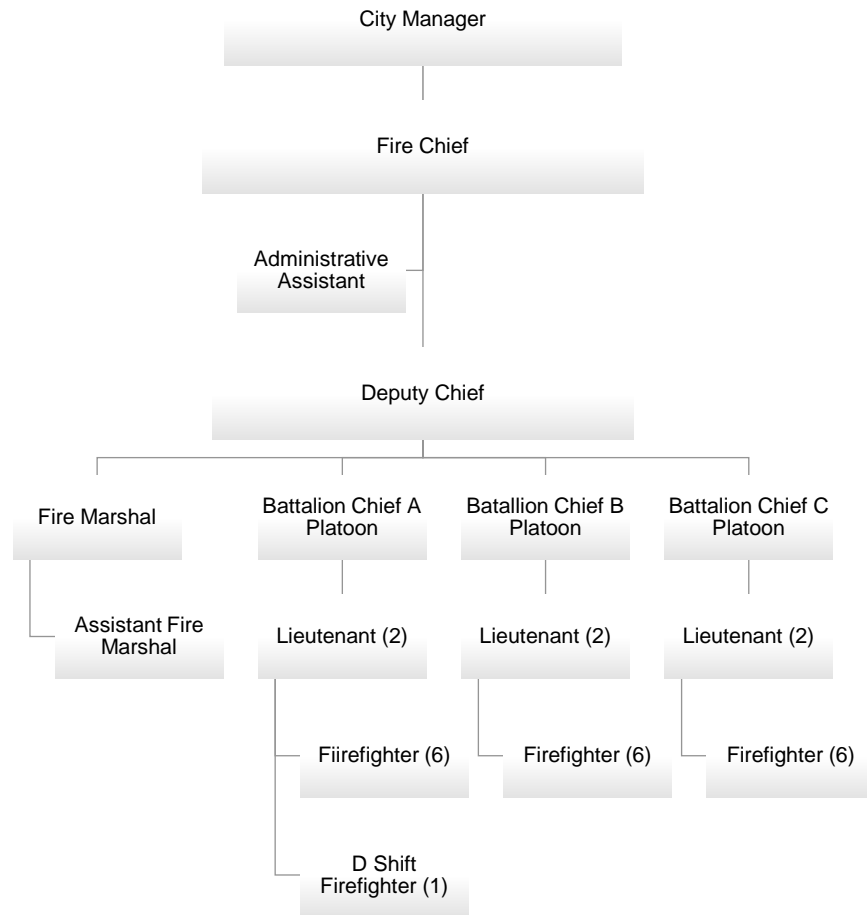 City Manager
Fire Chief
Administrative
Assistant
Deputy Chief
Fire Marshal
Battalion Chief A
Platoon
Batallion Chief B
Platoon
Battalion Chief C
Platoon
Assistant Fire
Marshal
Lieutenant (2)
Lieutenant (2)
Lieutenant (2)
Fiirefighter (6)
Firefighter (6)
Firefighter (6)
D Shift
Firefighter (1)